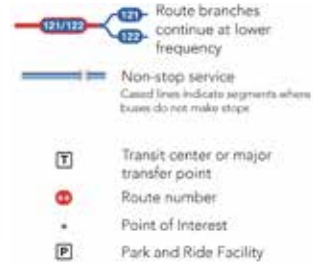 121/122
121
122
Route branches
continue at lower
frequency
Non-stop service
Cased lines indicate segments where
buses do not make stops
T
Transit center or major
transfer point
Route number
Point of Interest
P
Park and Ride Facility